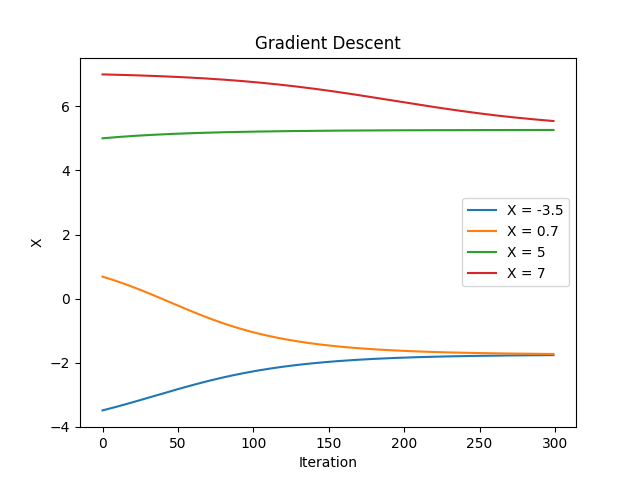 Gradient Descent
X
6
4
2
0
−2
−4
0 50 100 150 200 250 300
Iteration
X = -3.5
X = 0.7
X = 5
X = 7